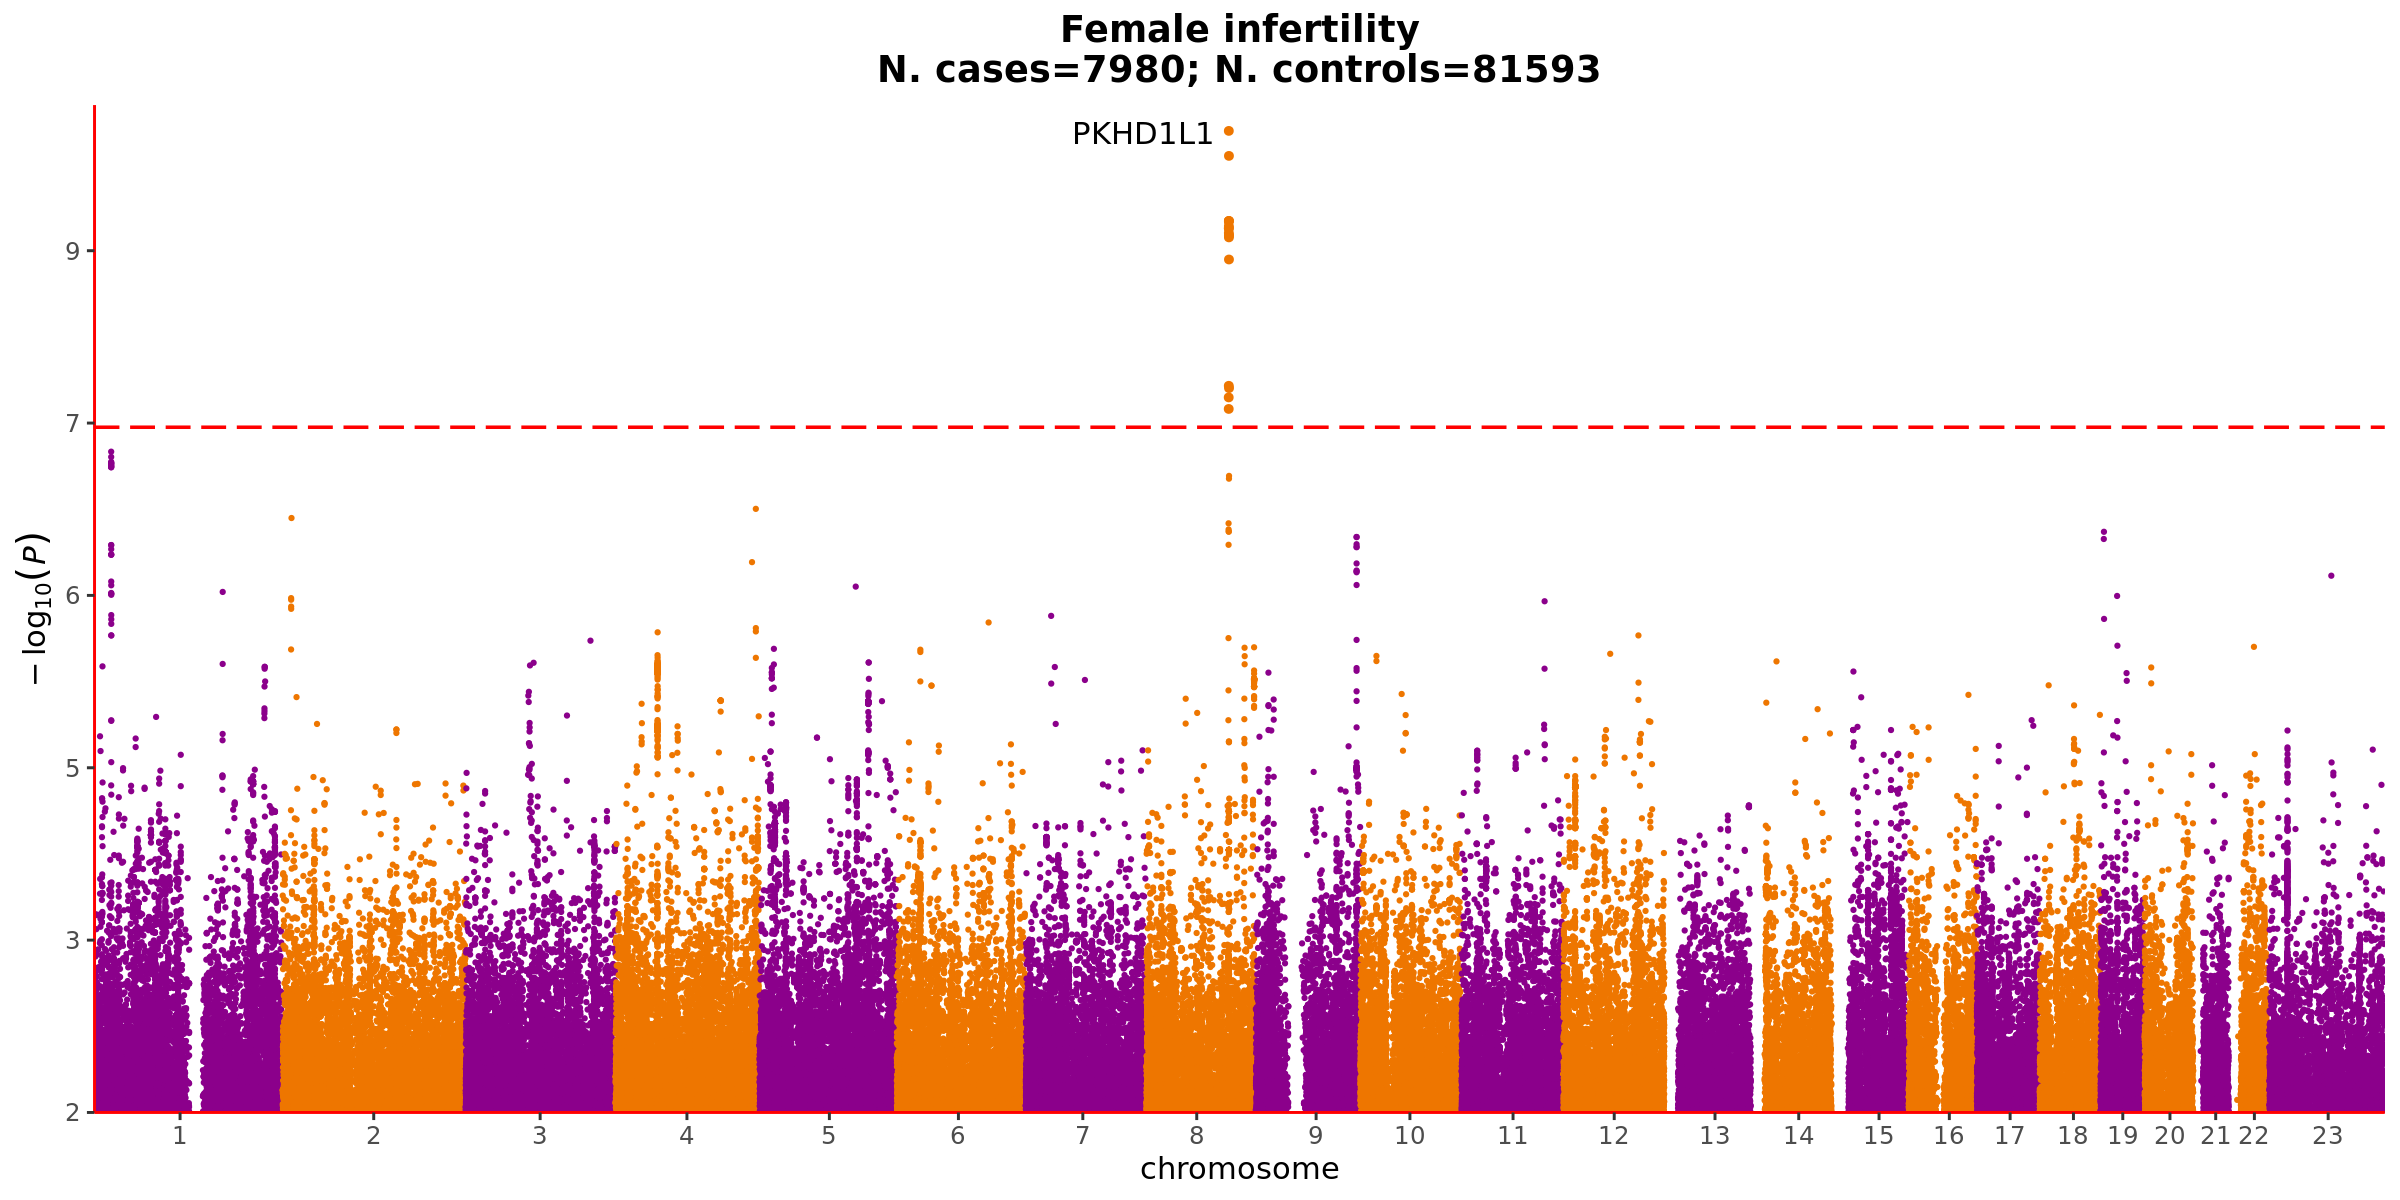 Female infertility
N. cases=7980; N. controls=81593
PKHD1L1
9
7
6
5
3
2
− log10(P)
1 2 3 4 5 6 7 8 9 10 11 12 13 14 15 16 17 18 19 20 21 22 23
chromosome